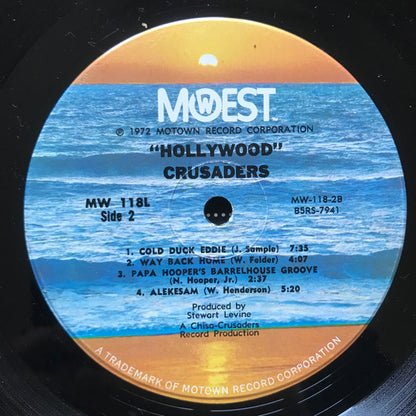 MOWEST
℗ 1972 MOTOWN RECORD CORPORATION
"HOLLYWOOD"
CRUSADERS
MW 118L
Side 2
MW-118-2B
BSRS-7941
1. COLD DUCK EDDIE (J. Sample) 7:35
2. WAY BACK HOME (W. Felder) 4:07
3. PAPA HOOPER'S BARRELHOUSE GROOVE
(N. Hooper, Jr.) 2:37
4. ALEKESAM (W. Henderson) 5:20
Produced by
Stewart Levine
A Chisa-Crusaders
Record Production
A TRADEMARK OF MOTOWN RECORD CORPORATION